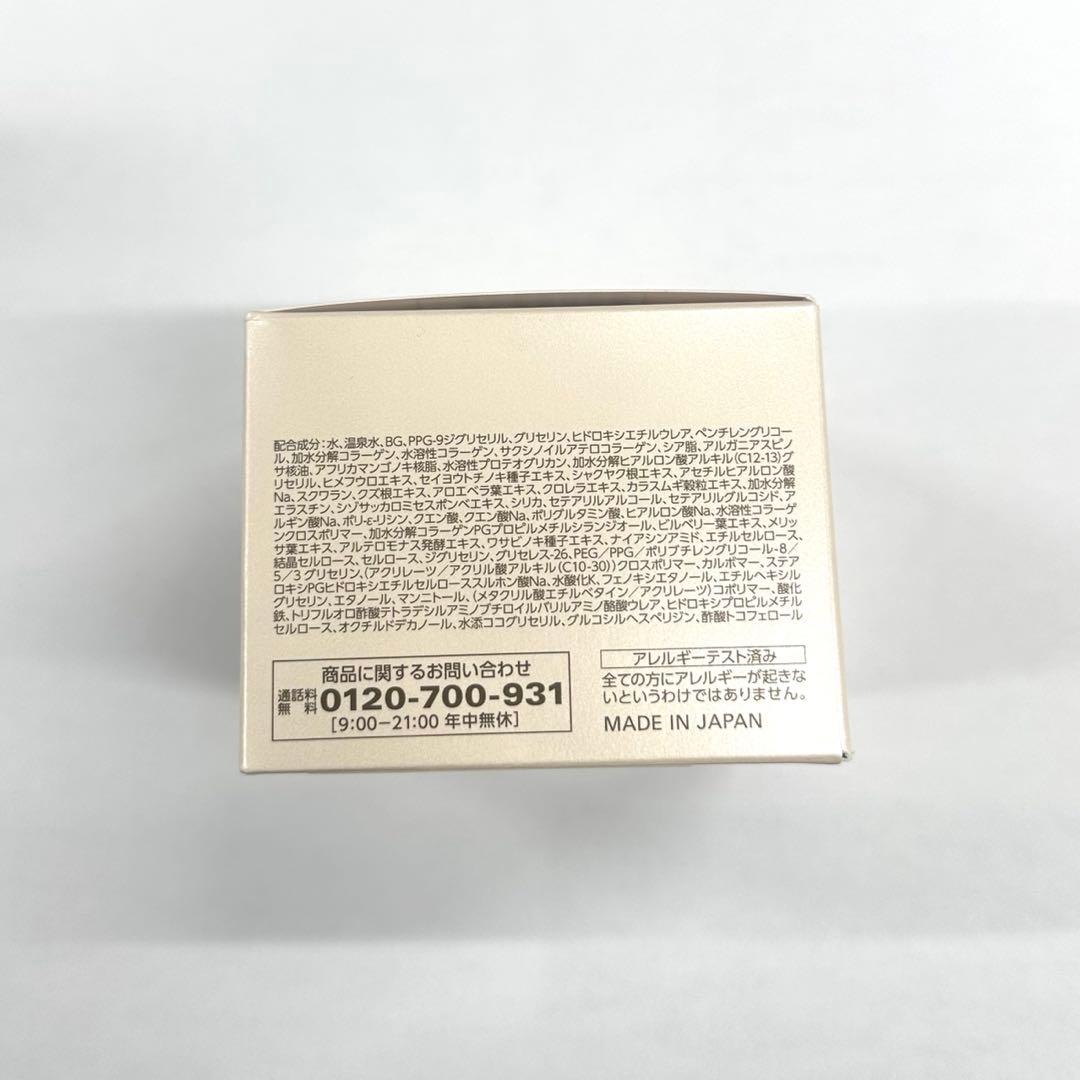 配合成分：水、温泉水、BG、PPG-9ジグリセリル、グリセリン、ヒドロキシエチルウレア、ペンチレングリコー
ル、加水分解コラーゲン、水溶性コラーゲン、サクシノイルアテロコラーゲン、シア脂、アルガニアスピノ
サ核油、アフリカマンゴノキ核脂、水溶性プロテオグリカン、加水分解ヒアルロン酸アルキル(C12-13)グ
リセリル、ヒメフウロエキス、セイヨウトチノキ種子エキス、シャクヤク根エキス、アセチルヒアルロン酸
Na、スクワラン、クズ根エキス、アロエベラ葉エキス、クロレラエキス、カラスムギ穀粒エキス、加水分解
エラスチン、シゾサッカロミセスポンベエキス、シリカ、セテアリルアルコール、セテアリルグルコシド、ア
ルギン酸Na、ポリ-ε-リシン、クエン酸、クエン酸Na、ポリグルタミン酸、ヒアルロン酸Na、水溶性コラーゲ
ンクロスポリマー、加水分解コラーゲンPGプロピルメチルシランジオール、ビルベリー葉エキス、メリッ
サ葉エキス、アルテロモナス発酵エキス、ワサビノキ種子エキス、ナイアシンアミド、エチルセルロース、
結晶セルロース、セルロース、ジグリセリン、グリセレス-26、PEG/PPG/ポリブチレングリコール-8/
5/3グリセリン、(アクリレーツ/アクリル酸アルキル(C10-30))クロスポリマー、カルボマー、ステア
ロキシPGヒドロキシエチルセルローススルホン酸Na、水酸化K、フェノキシエタノール、エチルヘキシル
グリセリン、エタノール、マンニトール、(メタクリル酸エチルベタイン/アクリレーツ)コポリマー、酸化
鉄、トリフルオロ酢酸テトラデシルアミノブチロイルバリルアミノ酪酸ウレア、ヒドロキシプロピルメチル
セルロース、オクチルドデカノール、水添ココグリセリル、グルコシルヘスペリジン、酢酸トコフェロール
商品に関するお問い合わせ
通話料無料 0120-700-931
[9:00−21:00 年中無休]
アレルギーテスト済み
全ての方にアレルギーが起きな
いというわけではありません。
MADE IN JAPAN